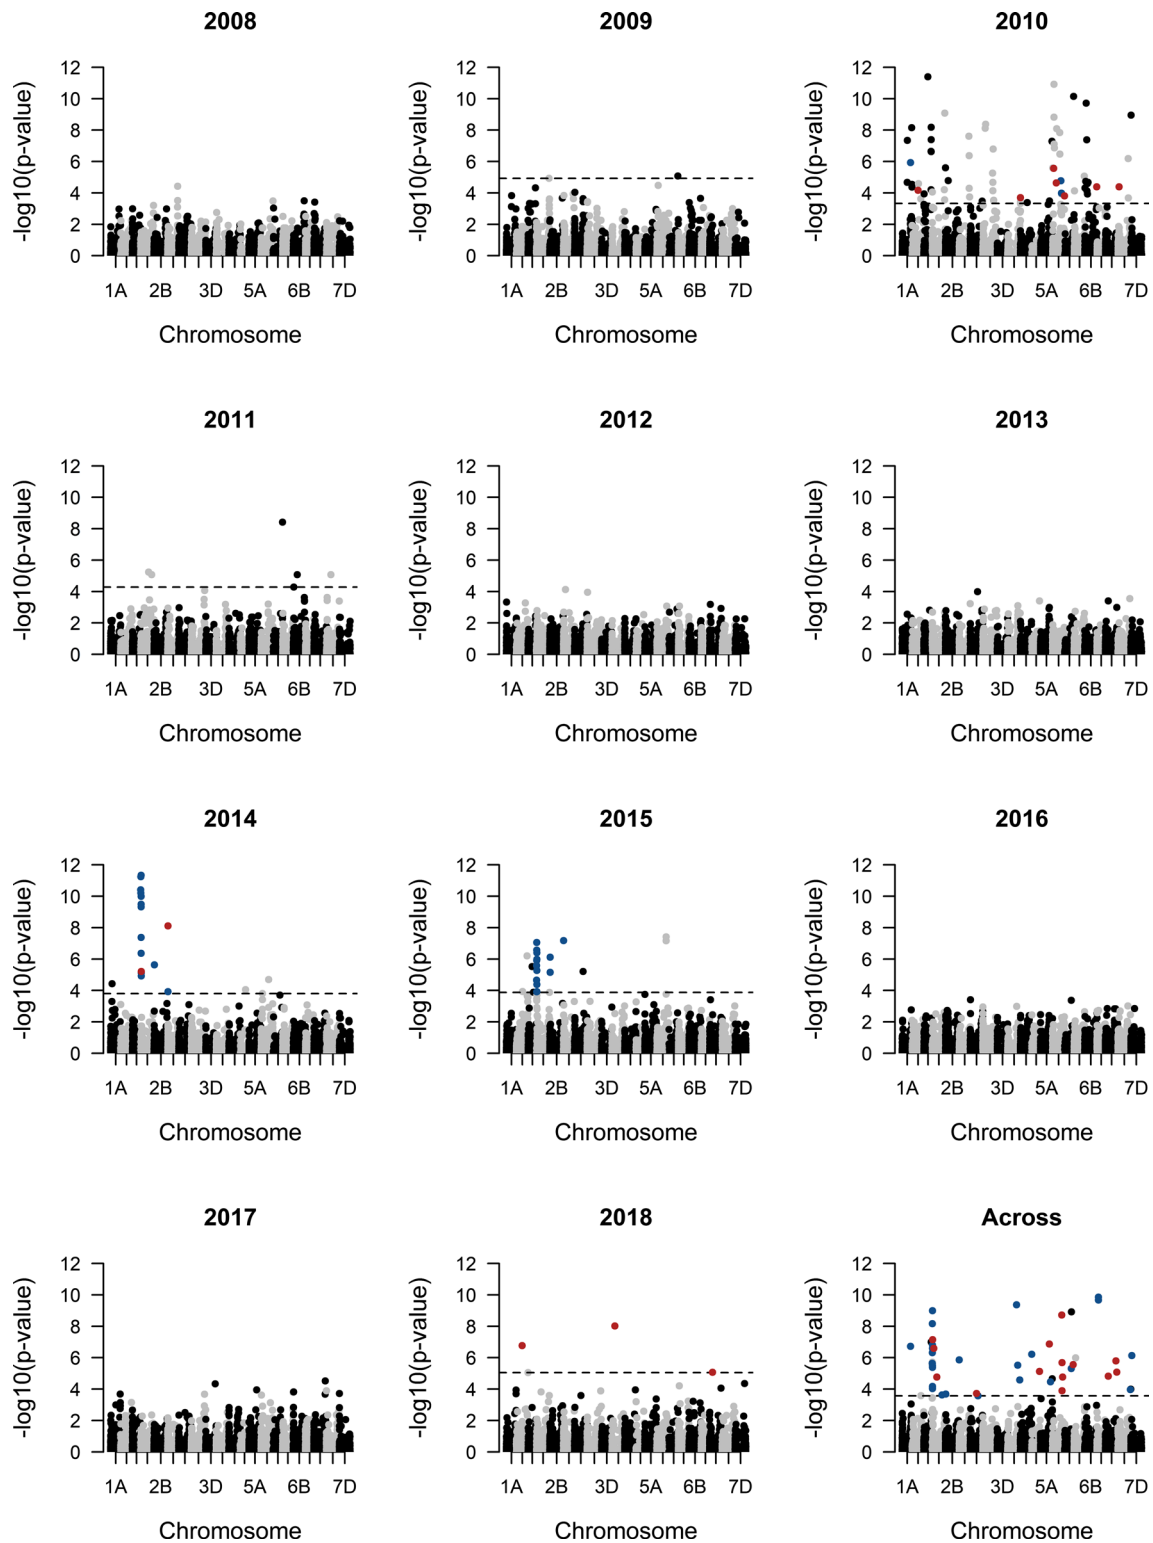 2008 2009 2010
12 12 12
10 10 10
8 8 8
6 6 6
4 4 4
2 2 2
0 0 0
-log10(p-value) -log10(p-value) -log10(p-value)
1A 2B 3D 5A 6B 7D 1A 2B 3D 5A 6B 7D 1A 2B 3D 5A 6B 7D
Chromosome Chromosome Chromosome
2011 2012 2013
12 12 12
10 10 10
8 8 8
6 6 6
4 4 4
2 2 2
0 0 0
-log10(p-value) -log10(p-value) -log10(p-value)
1A 2B 3D 5A 6B 7D 1A 2B 3D 5A 6B 7D 1A 2B 3D 5A 6B 7D
Chromosome Chromosome Chromosome
2014 2015 2016
12 12 12
10 10 10
8 8 8
6 6 6
4 4 4
2 2 2
0 0 0
-log10(p-value) -log10(p-value) -log10(p-value)
1A 2B 3D 5A 6B 7D 1A 2B 3D 5A 6B 7D 1A 2B 3D 5A 6B 7D
Chromosome Chromosome Chromosome
2017 2018 Across
12 12 12
10 10 10
8 8 8
6 6 6
4 4 4
2 2 2
0 0 0
-log10(p-value) -log10(p-value) -log10(p-value)
1A 2B 3D 5A 6B 7D 1A 2B 3D 5A 6B 7D 1A 2B 3D 5A 6B 7D
Chromosome Chromosome Chromosome